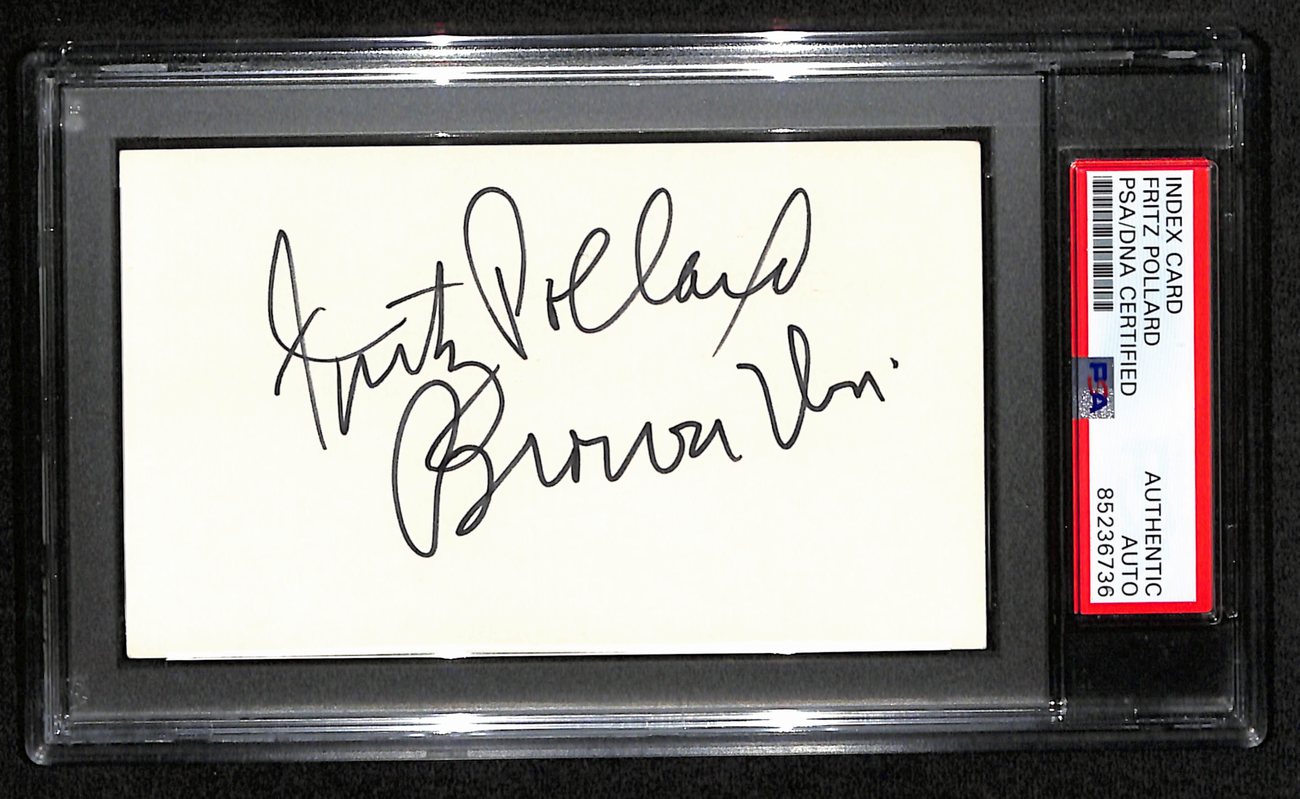 Fritz Pollard
Brown Uni.
INDEX CARD
FRITZ POLLARD
PSA/DNA CERTIFIED
PSA
AUTHENTIC
AUTO
85236736